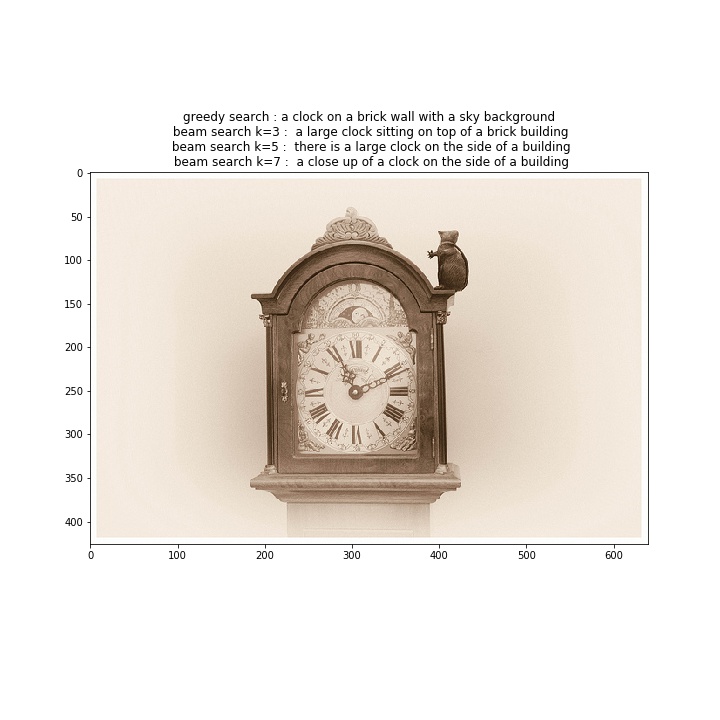 greedy search : a clock on a brick wall with a sky background
beam search k=3 :  a large clock sitting on top of a brick building
beam search k=5 :  there is a large clock on the side of a building
beam search k=7 :  a close up of a clock on the side of a building
0
50
100
150
200
250
300
350
400
0 100 200 300 400 500 600